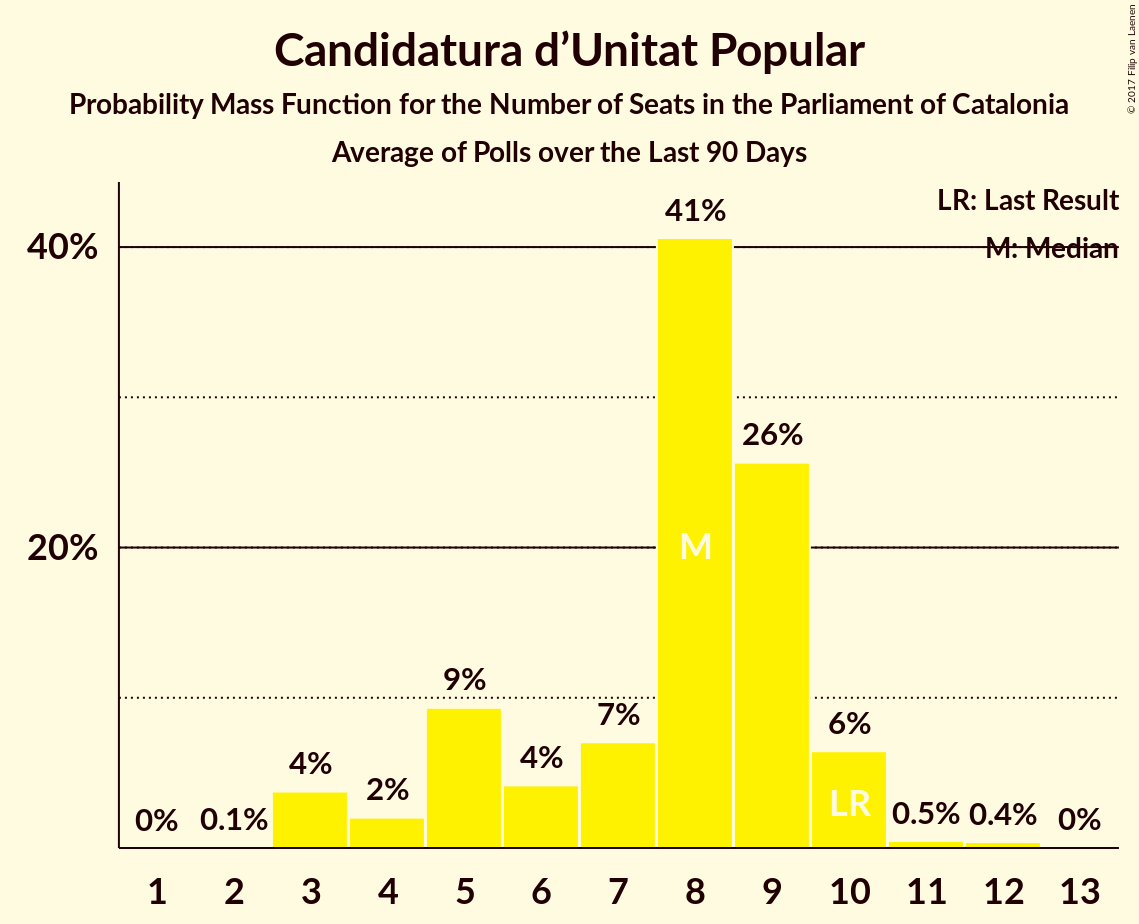 Candidatura d’Unitat Popular
Probability Mass Function for the Number of Seats in the Parliament of Catalonia
Average of Polls over the Last 90 Days
© 2017 Filip van Laenen
LR: Last Result
M: Median
40%
20%
0%
0.1%
4%
2%
9%
4%
7%
41%
26%
6%
0.5%
0.4%
0%
M
LR
1 2 3 4 5 6 7 8 9 10 11 12 13